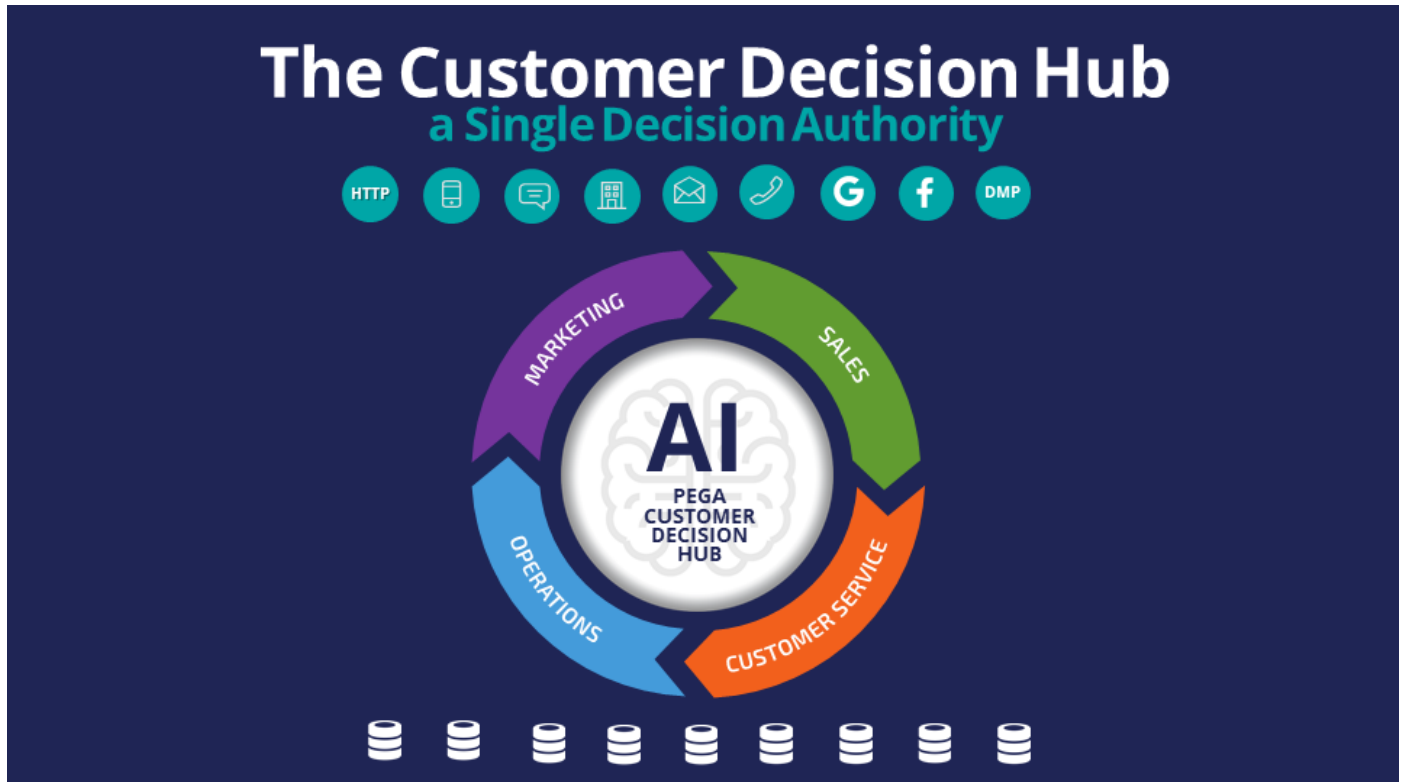 The Customer Decision Hub
a Single Decision Authority
HTTP
G
f
DMP
MARKETING
SALES
AI
PEGA
CUSTOMER
DECISION
HUB
OPERATIONS
CUSTOMER SERVICE